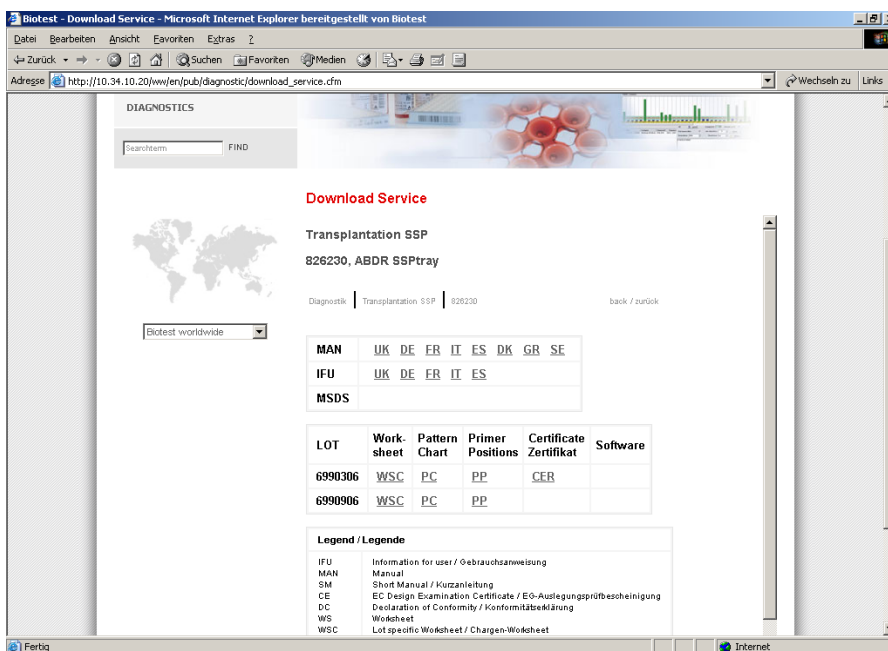 Biotest - Download Service - Microsoft Internet Explorer bereitgestellt von Biotest
Datei Bearbeiten Ansicht Favoriten Extras ?
Zurück Suchen Favoriten Medien
Adresse http://10.34.10.20/ww/en/pub/diagnostic/download_service.cfm Wechseln zu Links
DIAGNOSTICS
Searchterm FIND
Download Service
Transplantation SSP
826230, ABDR SSPtray
Diagnostik Transplantation SSP 826230 back / zurück
Biotest worldwide
MAN UK DE FR IT ES DK GR SE
IFU UK DE FR IT ES
MSDS
LOT Work- Pattern Primer Certificate Software
sheet Chart Positions Zertifikat
6990306 WSC PC PP CER
6990906 WSC PC PP
Legend / Legende
IFU Information for user / Gebrauchsanweisung
MAN Manual
SM Short Manual / Kurzanleitung
CE EC Design Examination Certificate / EG-Auslegungsprüfbescheinigung
DC Declaration of Conformity / Konformitätserklärung
WS Worksheet
WSC Lot specific Worksheet / Chargen-Worksheet
Fertig Internet